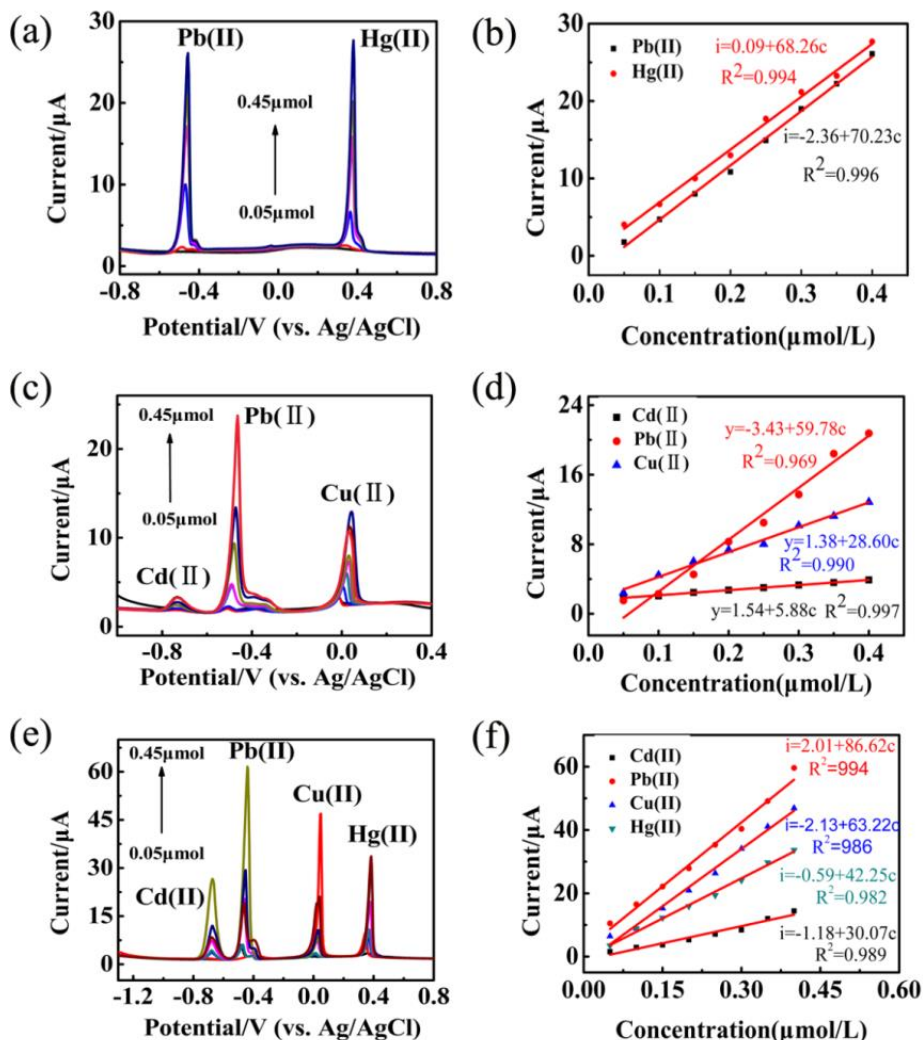 (a)
Pb(II)
Hg(II)
0.45µmol
0.05µmol
Current/µA
30
20
10
0
-0.8
-0.4
0.0
0.4
0.8
Potential/V (vs. Ag/AgCl)
(b)
Pb(II)
Hg(II)
i=0.09+68.26c
R2=0.994
i=-2.36+70.23c
R2=0.996
Current/µA
30
20
10
0
0.0
0.1
0.2
0.3
0.4
Concentration(µmol/L)
(c)
0.45µmol
0.05µmol
Pb(Ⅱ)
Cu(Ⅱ)
Cd(Ⅱ)
Current/µA
20
10
0
-0.8
-0.4
0.0
0.4
Potential/V (vs. Ag/AgCl)
(d)
Cd(Ⅱ)
Pb(Ⅱ)
Cu(Ⅱ)
y=-3.43+59.78c
R2=0.969
y=1.38+28.60c
R2=0.990
y=1.54+5.88c R2=0.997
Current/µA
24
16
8
0
0.0
0.1
0.2
0.3
0.4
Concentration(µmol/L)
(e)
0.45µmol
0.05µmol
Pb(II)
Cu(II)
Hg(II)
Cd(II)
Current/µA
60
45
30
15
0
-1.2
-0.8
-0.4
0.0
0.4
0.8
Potential/V (vs. Ag/AgCl)
(f)
Cd(II)
Pb(II)
Cu(II)
Hg(II)
i=2.01+86.62c
R2=994
i=-2.13+63.22c
R2=986
i=-0.59+42.25c
R2=0.982
i=-1.18+30.07c
R2=0.989
Current/µA
60
40
20
0
0.00
0.15
0.30
0.45
0.60
Concentration(µmol/L)